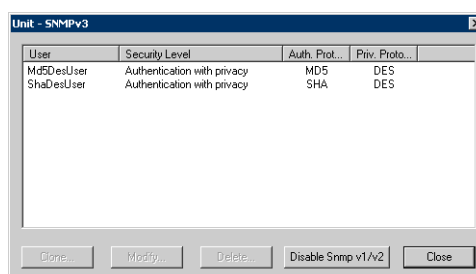 Unit - SNMPv3
User Security Level Auth. Prot... Priv. Proto...
Md5DesUser Authentication with privacy MD5 DES
ShaDesUser Authentication with privacy SHA DES
Clone... Modify... Delete... Disable Snmp v1/v2 Close